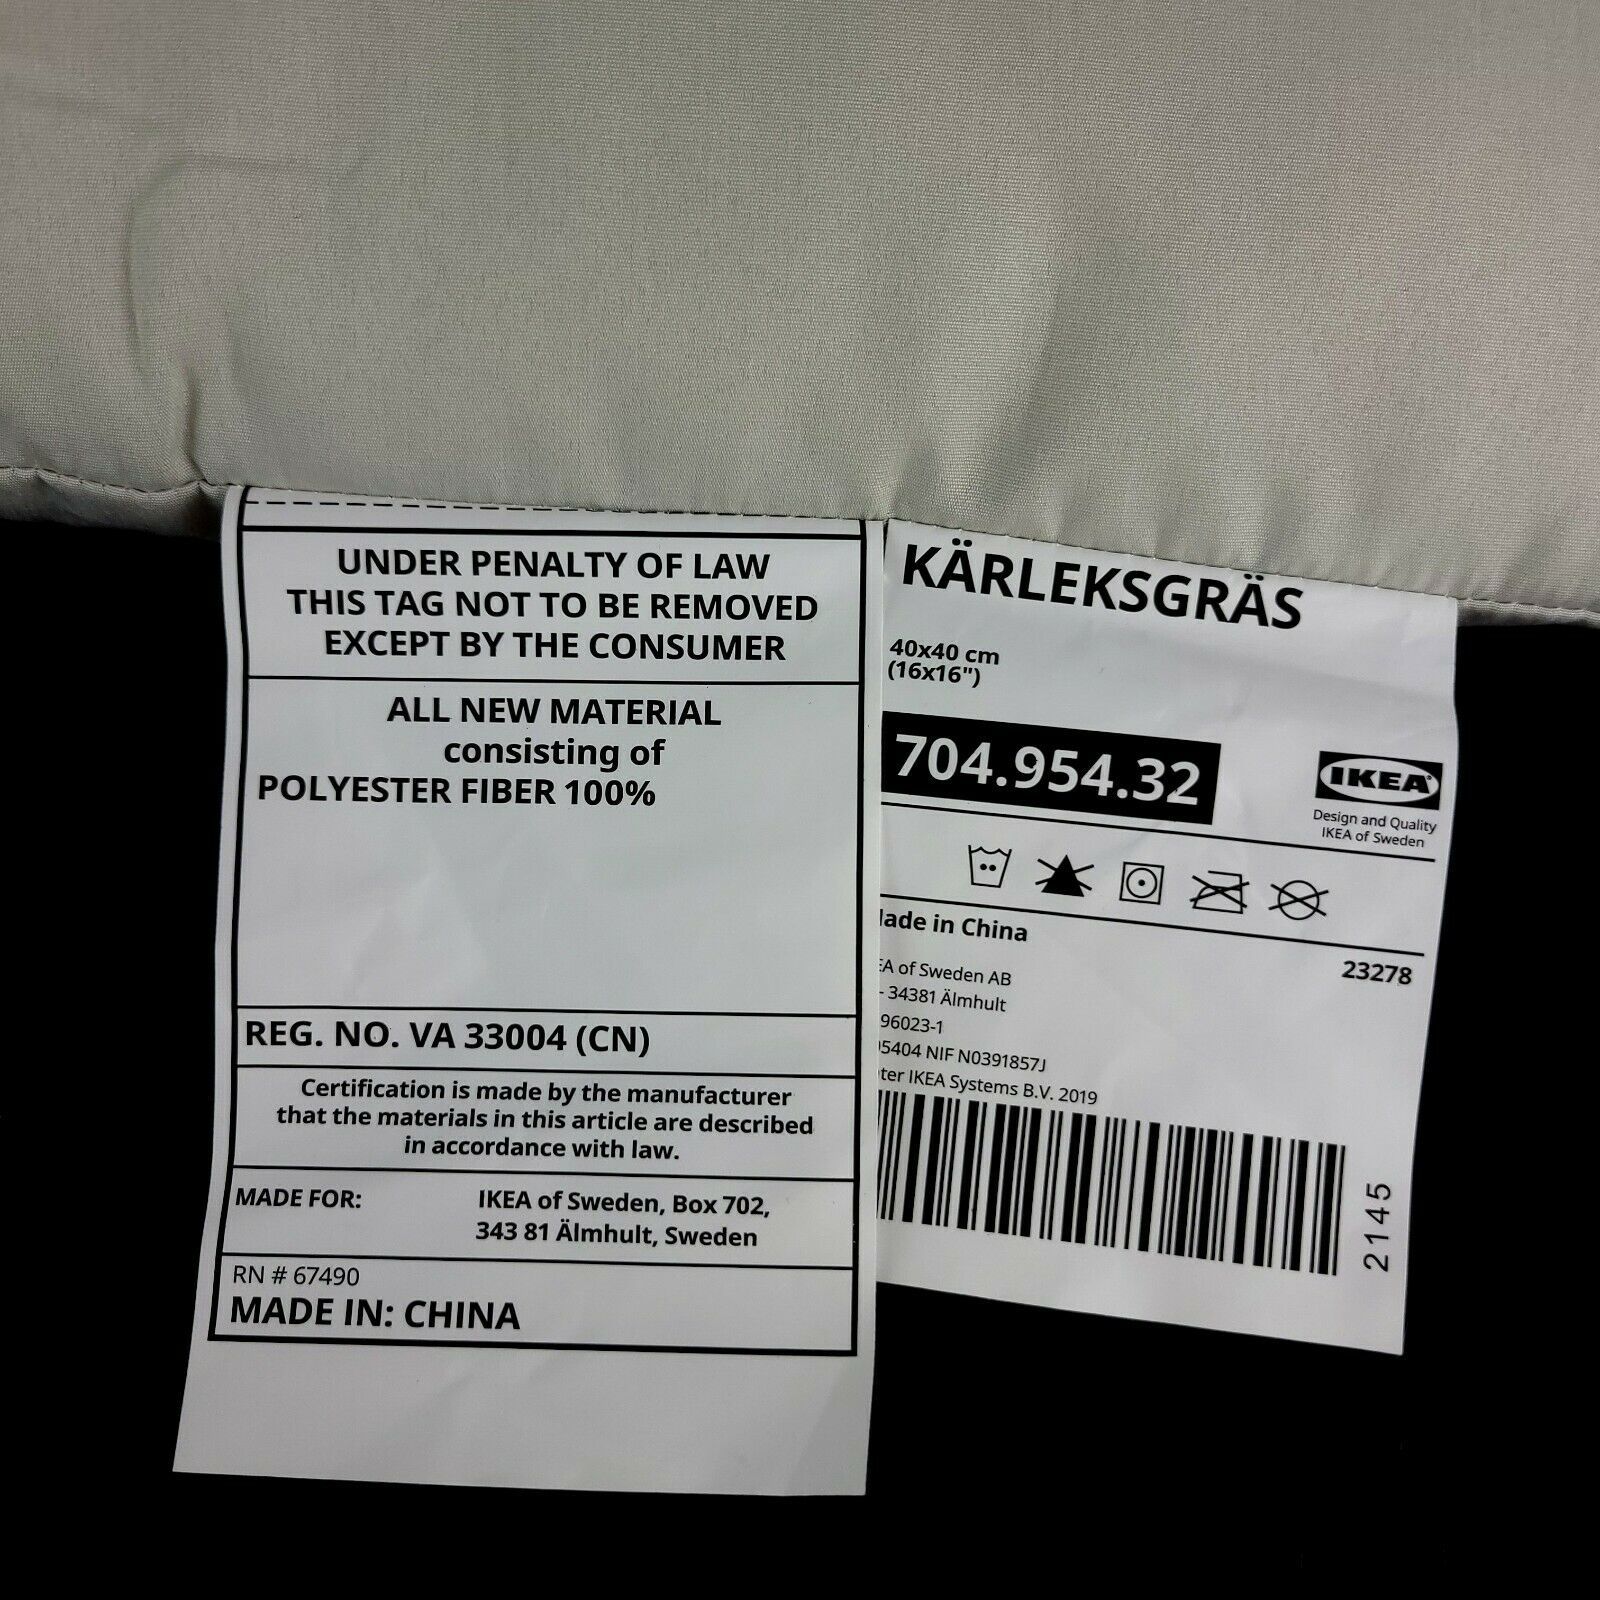 UNDER PENALTY OF LAW
THIS TAG NOT TO BE REMOVED
EXCEPT BY THE CONSUMER
ALL NEW MATERIAL
consisting of
POLYESTER FIBER 100%
REG. NO. VA 33004 (CN)
Certification is made by the manufacturer
that the materials in this article are described
in accordance with law.
MADE FOR: IKEA of Sweden, Box 702,
343 81 Älmhult, Sweden
RN # 67490
MADE IN: CHINA
KÄRLEKSGRÄS
40x40 cm
(16x16")
704.954.32
IKEA
Design and Quality
IKEA of Sweden
in China
23278
of Sweden AB
- 34381 Älmhult
96023-1
NIF N0391857J
IKEA Systems B.V. 2019
2145